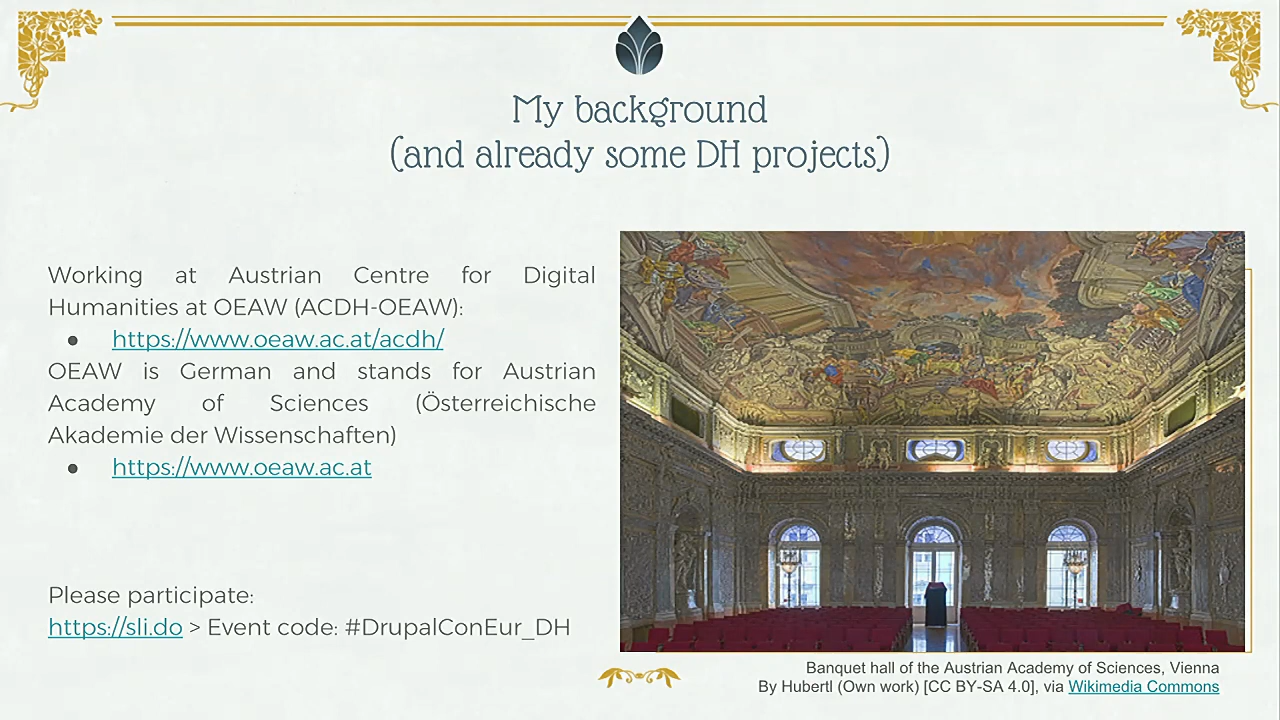 My background
(and already some DH projects)
Working at Austrian Centre for Digital
Humanities at OEAW (ACDH-OEAW):
● https://www.oeaw.ac.at/acdh/
OEAW is German and stands for Austrian
Academy of Sciences (Österreichische
Akademie der Wissenschaften)
● https://www.oeaw.ac.at
Please participate:
https://sli.do > Event code: #DrupalConEur_DH
Banquet hall of the Austrian Academy of Sciences, Vienna
By Hubertl (Own work) [CC BY-SA 4.0], via Wikimedia Commons